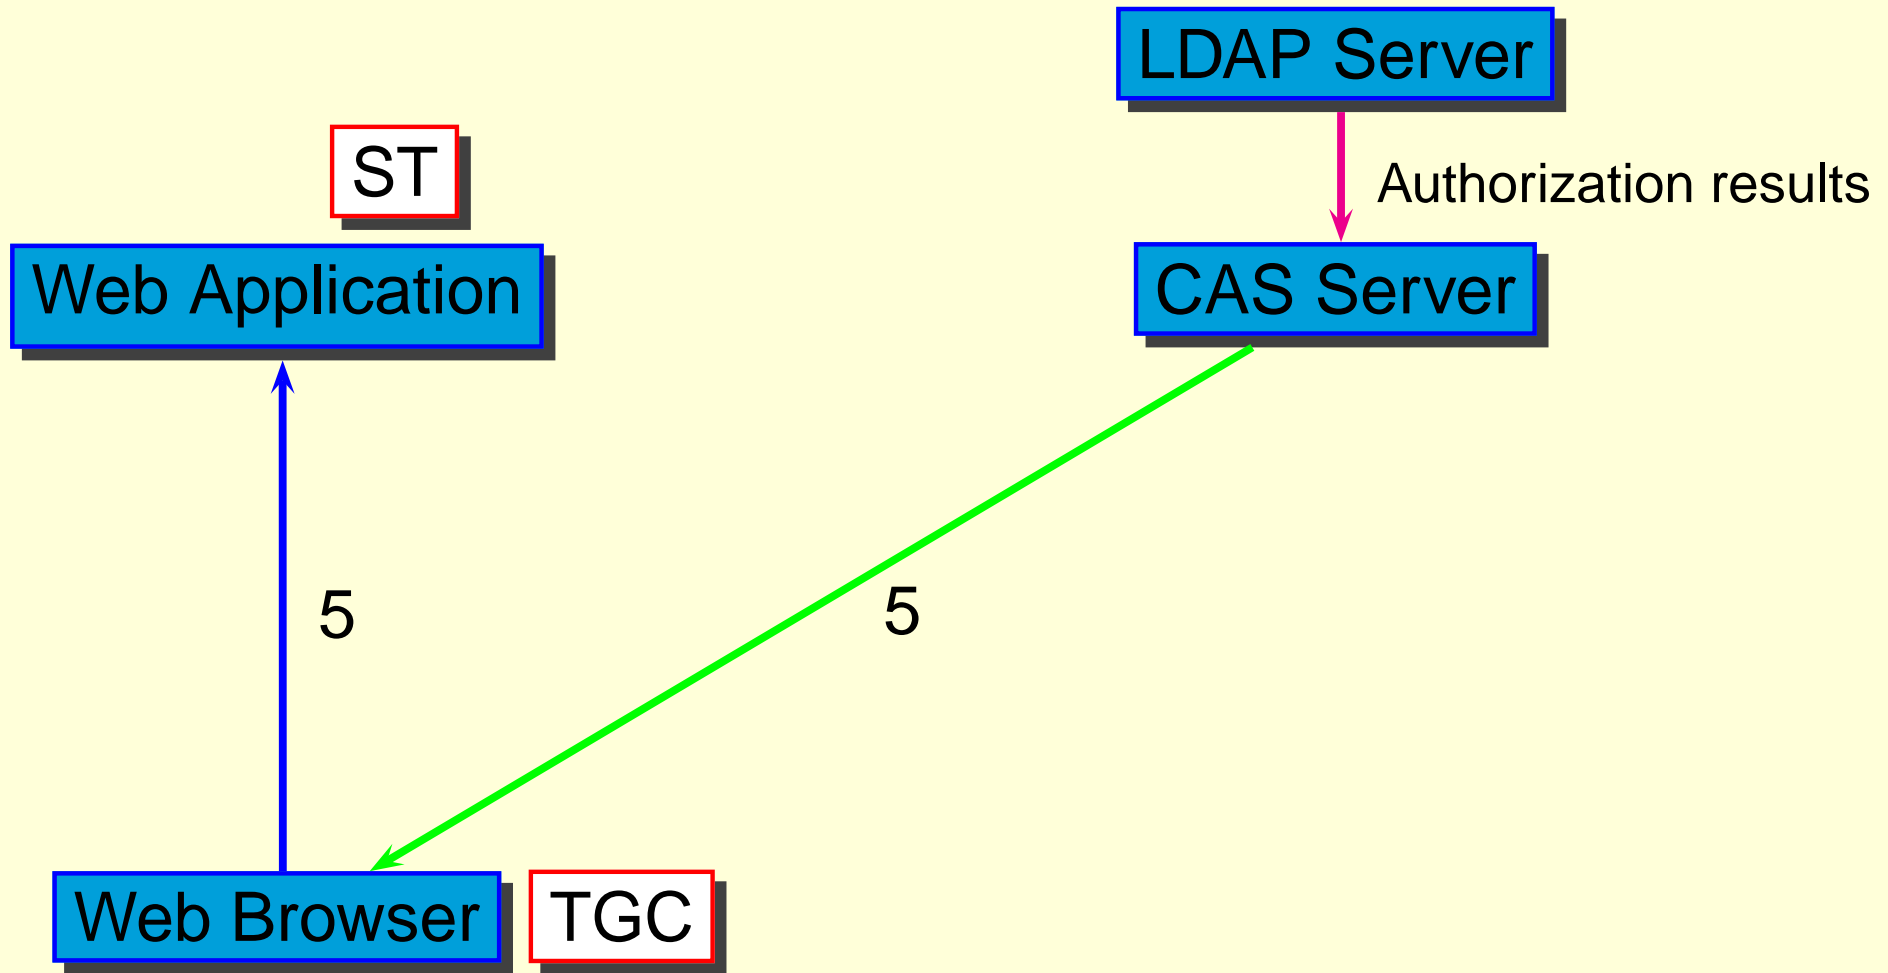 LDAP Server
ST
Authorization results
Web Application
CAS Server
5
5
Web Browser
TGC